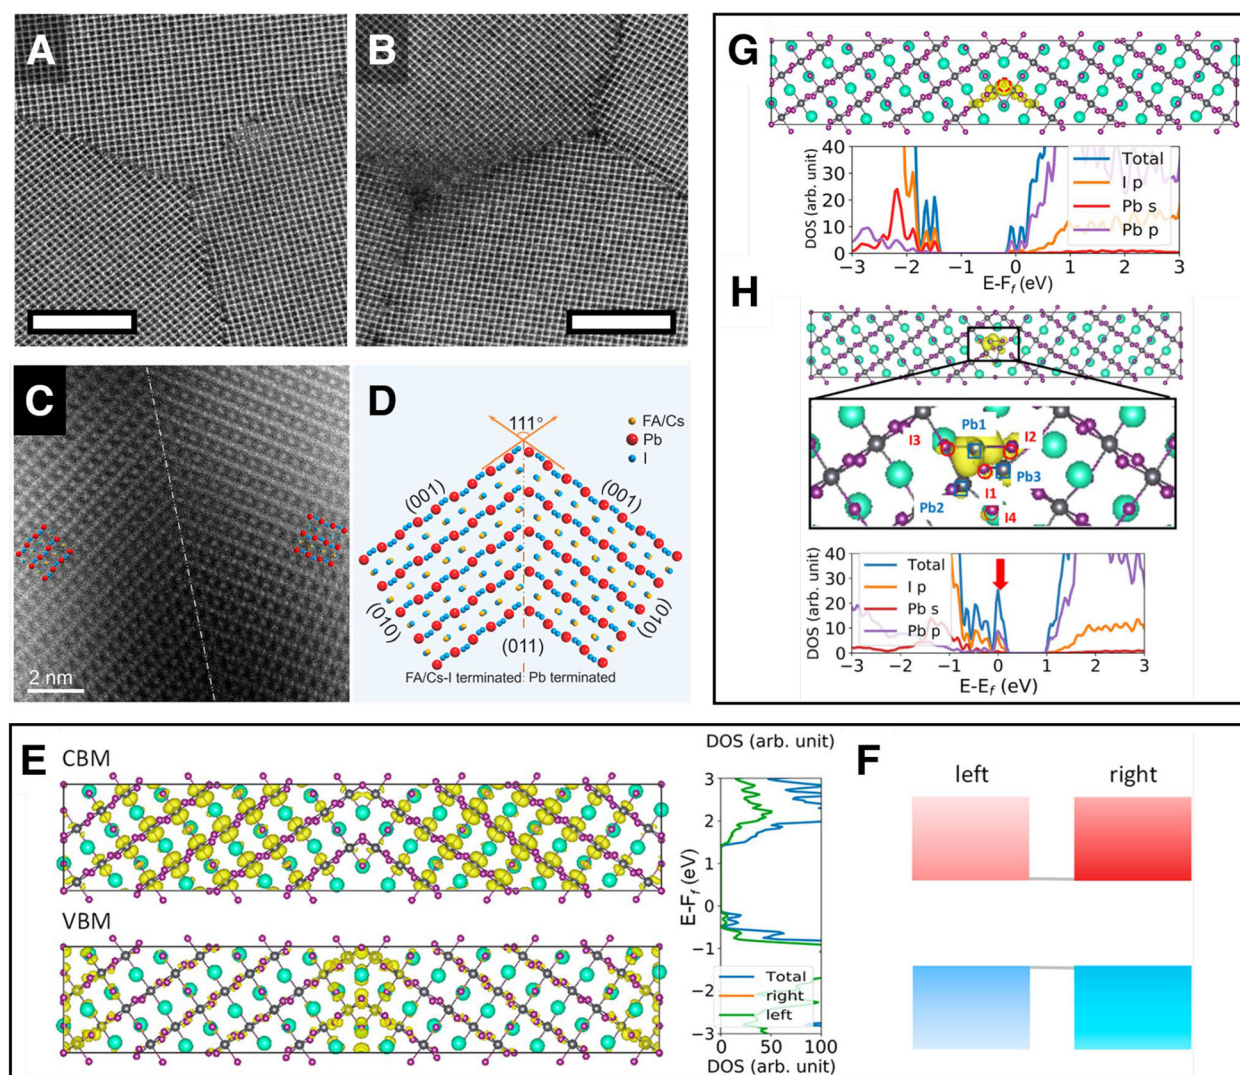 A
B
C
2 nm
D
111°
FA/Cs
Pb
I
(001)
(001)
(010)
(010)
(011)
FA/Cs-I terminated
Pb terminated
G
DOS (arb. unit)
40
30
20
10
0
Total
I p
Pb s
Pb p
−3 −2 −1 0 1 2 3
E-F_f (eV)
H
Pb1
I3
I2
Pb3
Pb2
I1
I4
DOS (arb. unit)
40
30
20
10
0
Total
I p
Pb s
Pb p
−3 −2 −1 0 1 2 3
E-E_f (eV)
E
CBM
VBM
DOS (arb. unit)
E-F_f (eV)
3
2
1
0
−1
−2
−3
Total
right
left
0 50 100
DOS (arb. unit)
F
left right